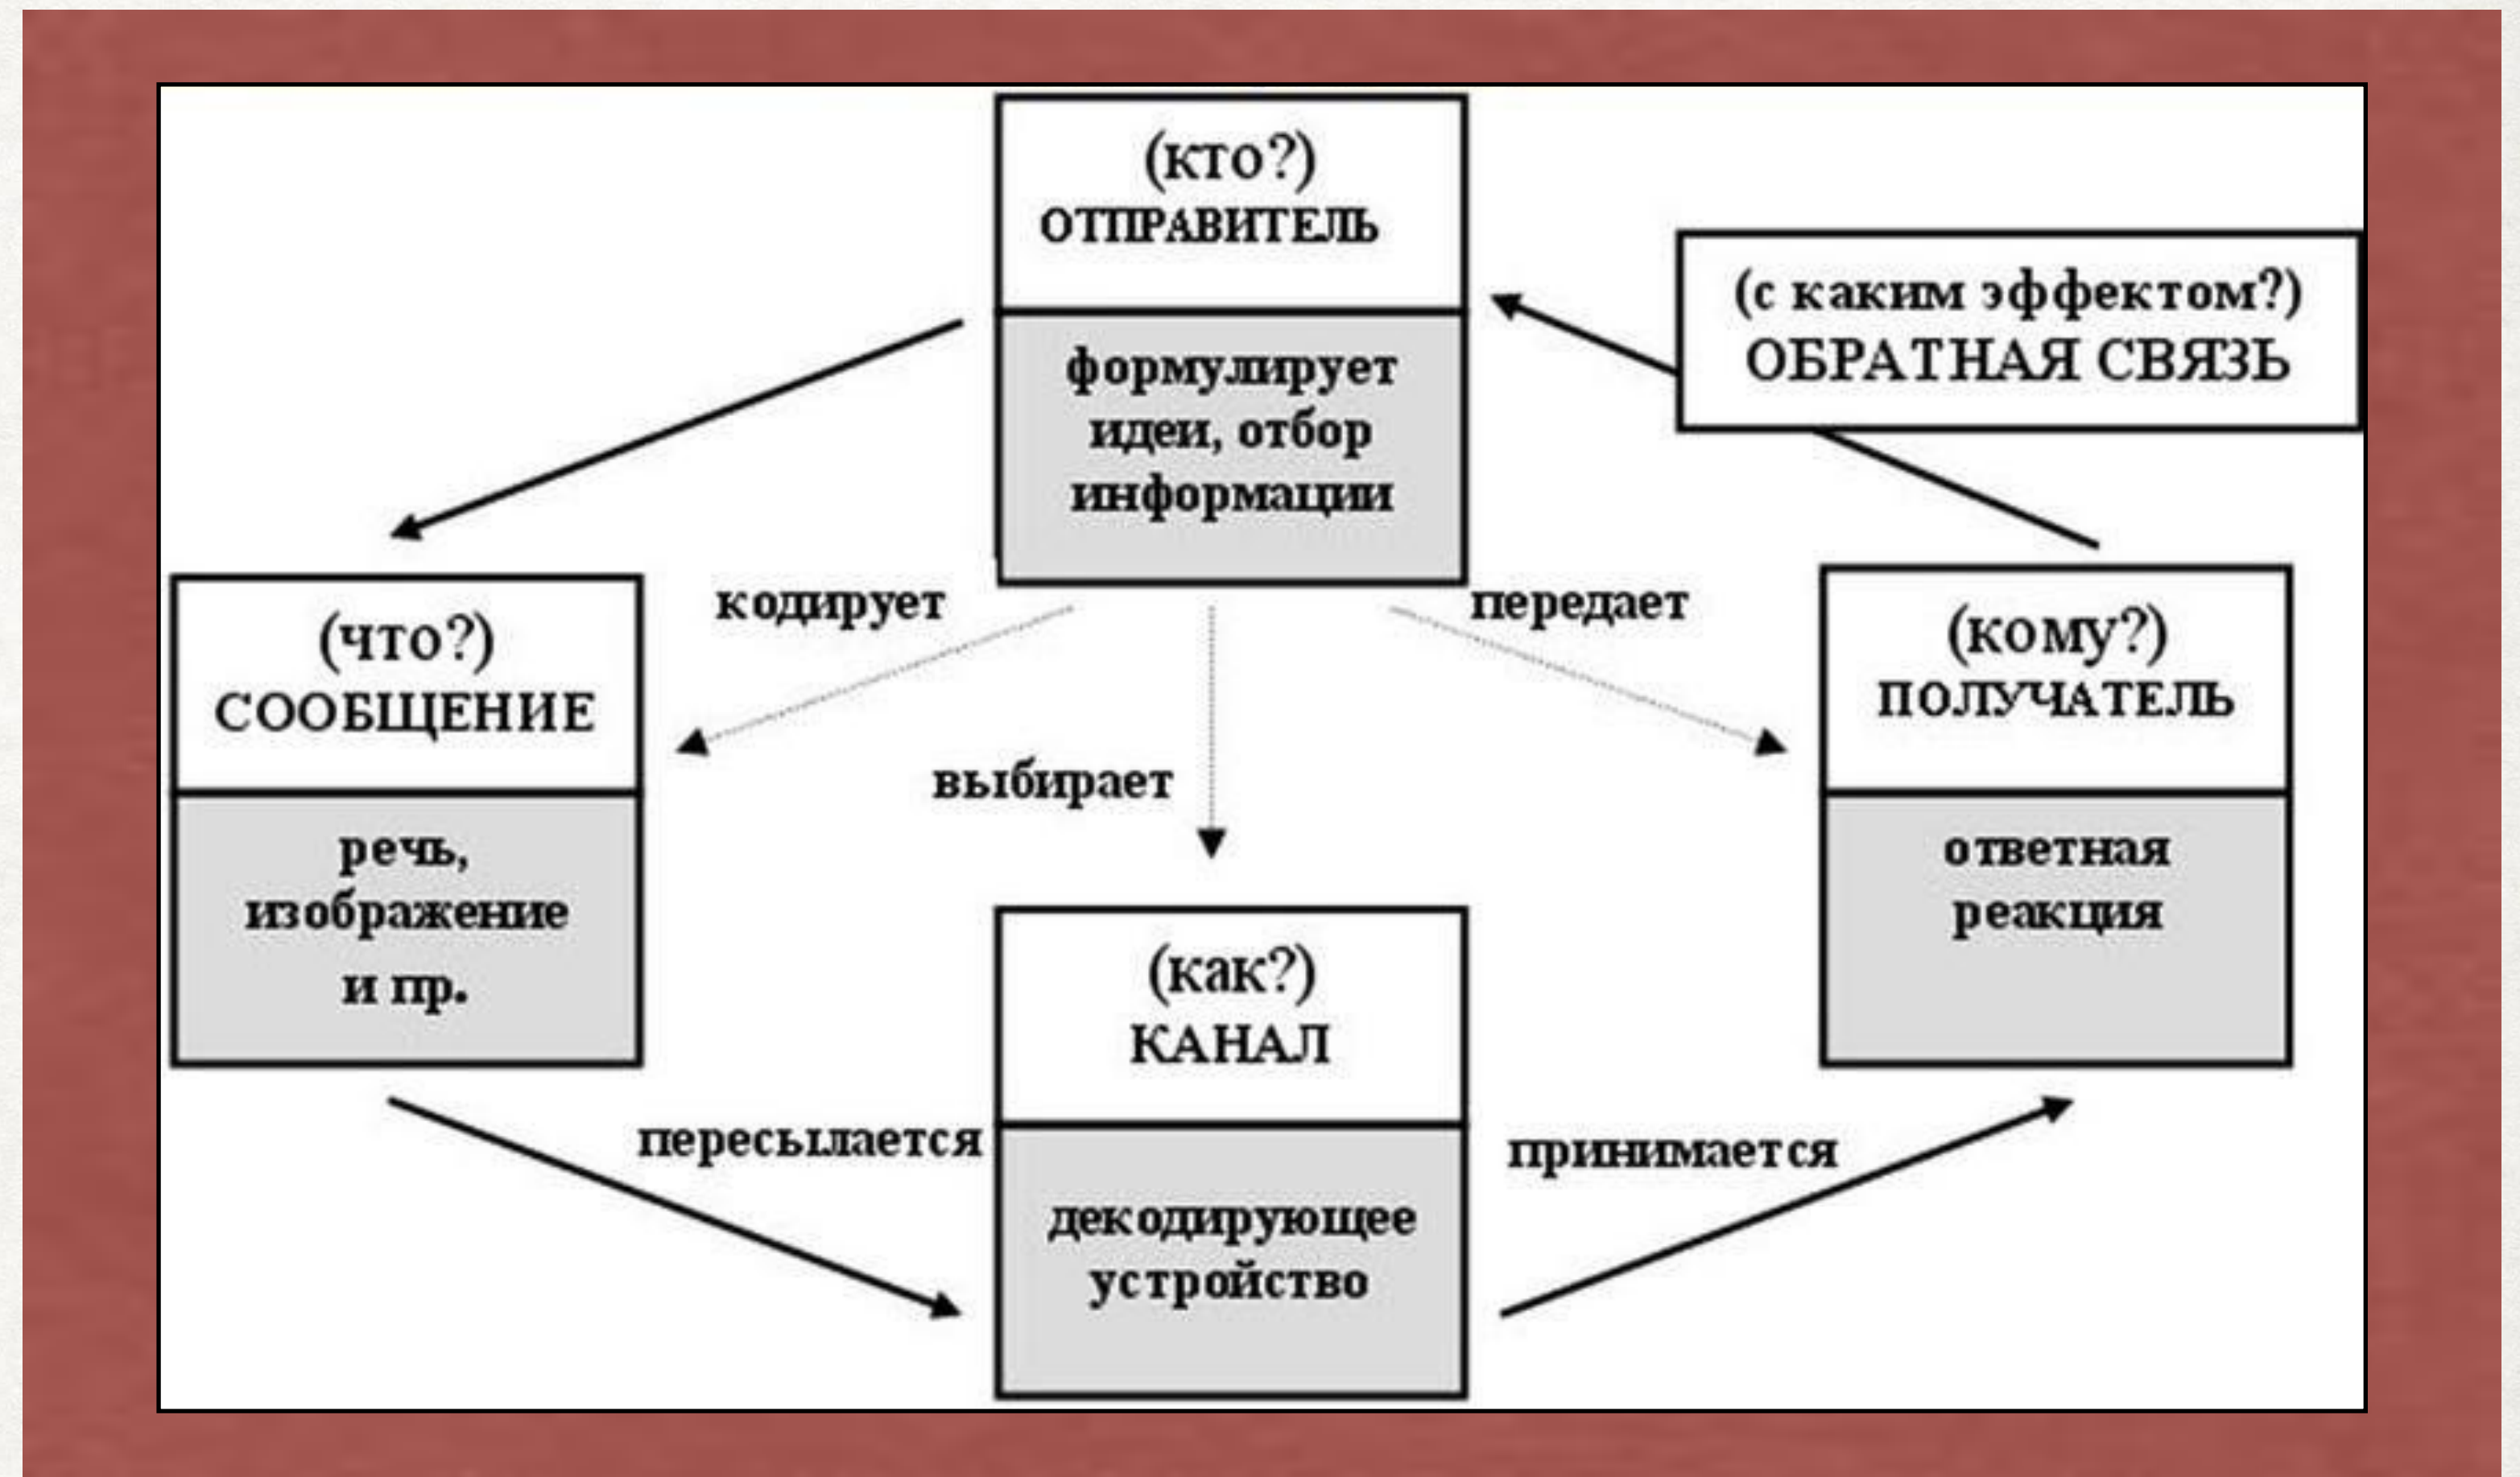 (кто?)
ОТПРАВИТЕЛЬ
формулирует
идеи, отбор
информации
(с каким эффектом?)
ОБРАТНАЯ СВЯЗЬ
кодирует
передает
выбирает
(что?)
СООБЩЕНИЕ
речь,
изображение
и пр.
(кому?)
ПОЛУЧАТЕЛЬ
ответная
реакция
(как?)
КАНАЛ
декодирующее
устройство
пересылается
принимается